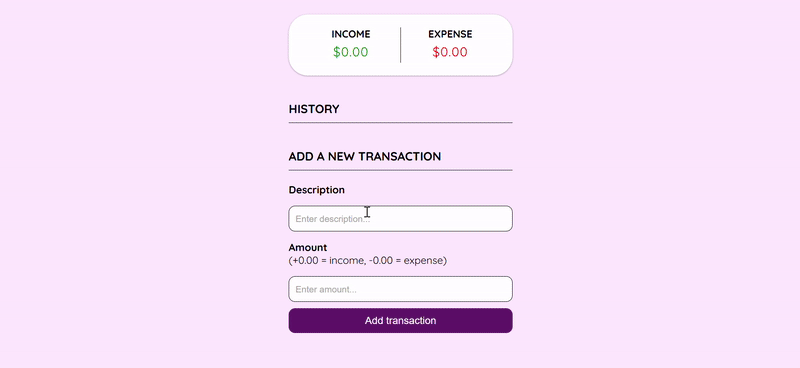 INCOME EXPENSE
$0.00 $0.00
HISTORY
ADD A NEW TRANSACTION
Description
Enter description...
Amount
(+0.00 = income, -0.00 = expense)
Enter amount...
Add transaction